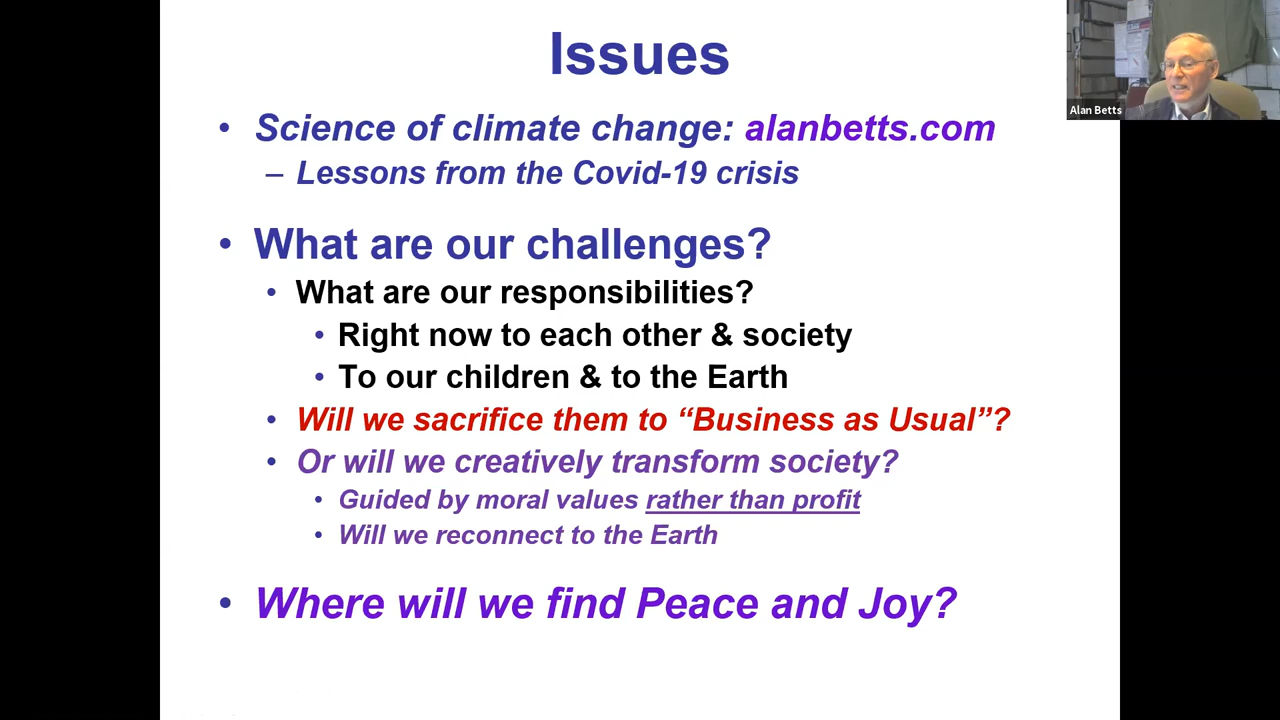 Issues
• Science of climate change: alanbetts.com
– Lessons from the Covid-19 crisis
• What are our challenges?
• What are our responsibilities?
• Right now to each other & society
• To our children & to the Earth
• Will we sacrifice them to “Business as Usual”?
• Or will we creatively transform society?
• Guided by moral values rather than profit
• Will we reconnect to the Earth
• Where will we find Peace and Joy?
Alan Betts